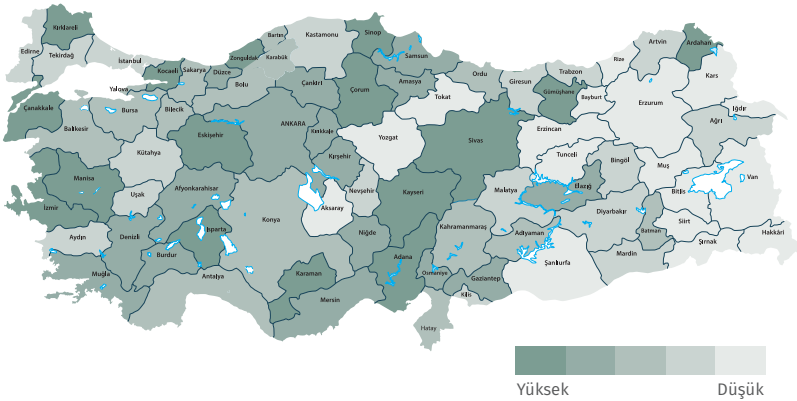 Kırklareli
Edirne
Tekirdağ
İstanbul
Kocaeli
Sakarya
Yalova
Düzce
Zonguldak
Bartın
Karabük
Kastamonu
Sinop
Samsun
Bolu
Çankırı
Çorum
Amasya
Ordu
Giresun
Trabzon
Rize
Artvin
Ardahan
Kars
Gümüşhane
Bayburt
Erzurum
Iğdır
Ağrı
Tokat
Çanakkale
Balıkesir
Bursa
Bilecik
Eskişehir
ANKARA
Kırıkkale
Yozgat
Sivas
Erzincan
Tunceli
Bingöl
Muş
Bitlis
Van
Kütahya
Manisa
Uşak
Afyonkarahisar
Kırşehir
Nevşehir
Kayseri
Malatya
Elazığ
Diyarbakır
Batman
Siirt
Şırnak
Hakkâri
İzmir
Aydın
Denizli
Isparta
Burdur
Konya
Aksaray
Niğde
Kahramanmaraş
Adıyaman
Şanlıurfa
Mardin
Muğla
Antalya
Karaman
Mersin
Adana
Osmaniye
Gaziantep
Kilis
Hatay
Yüksek
Düşük